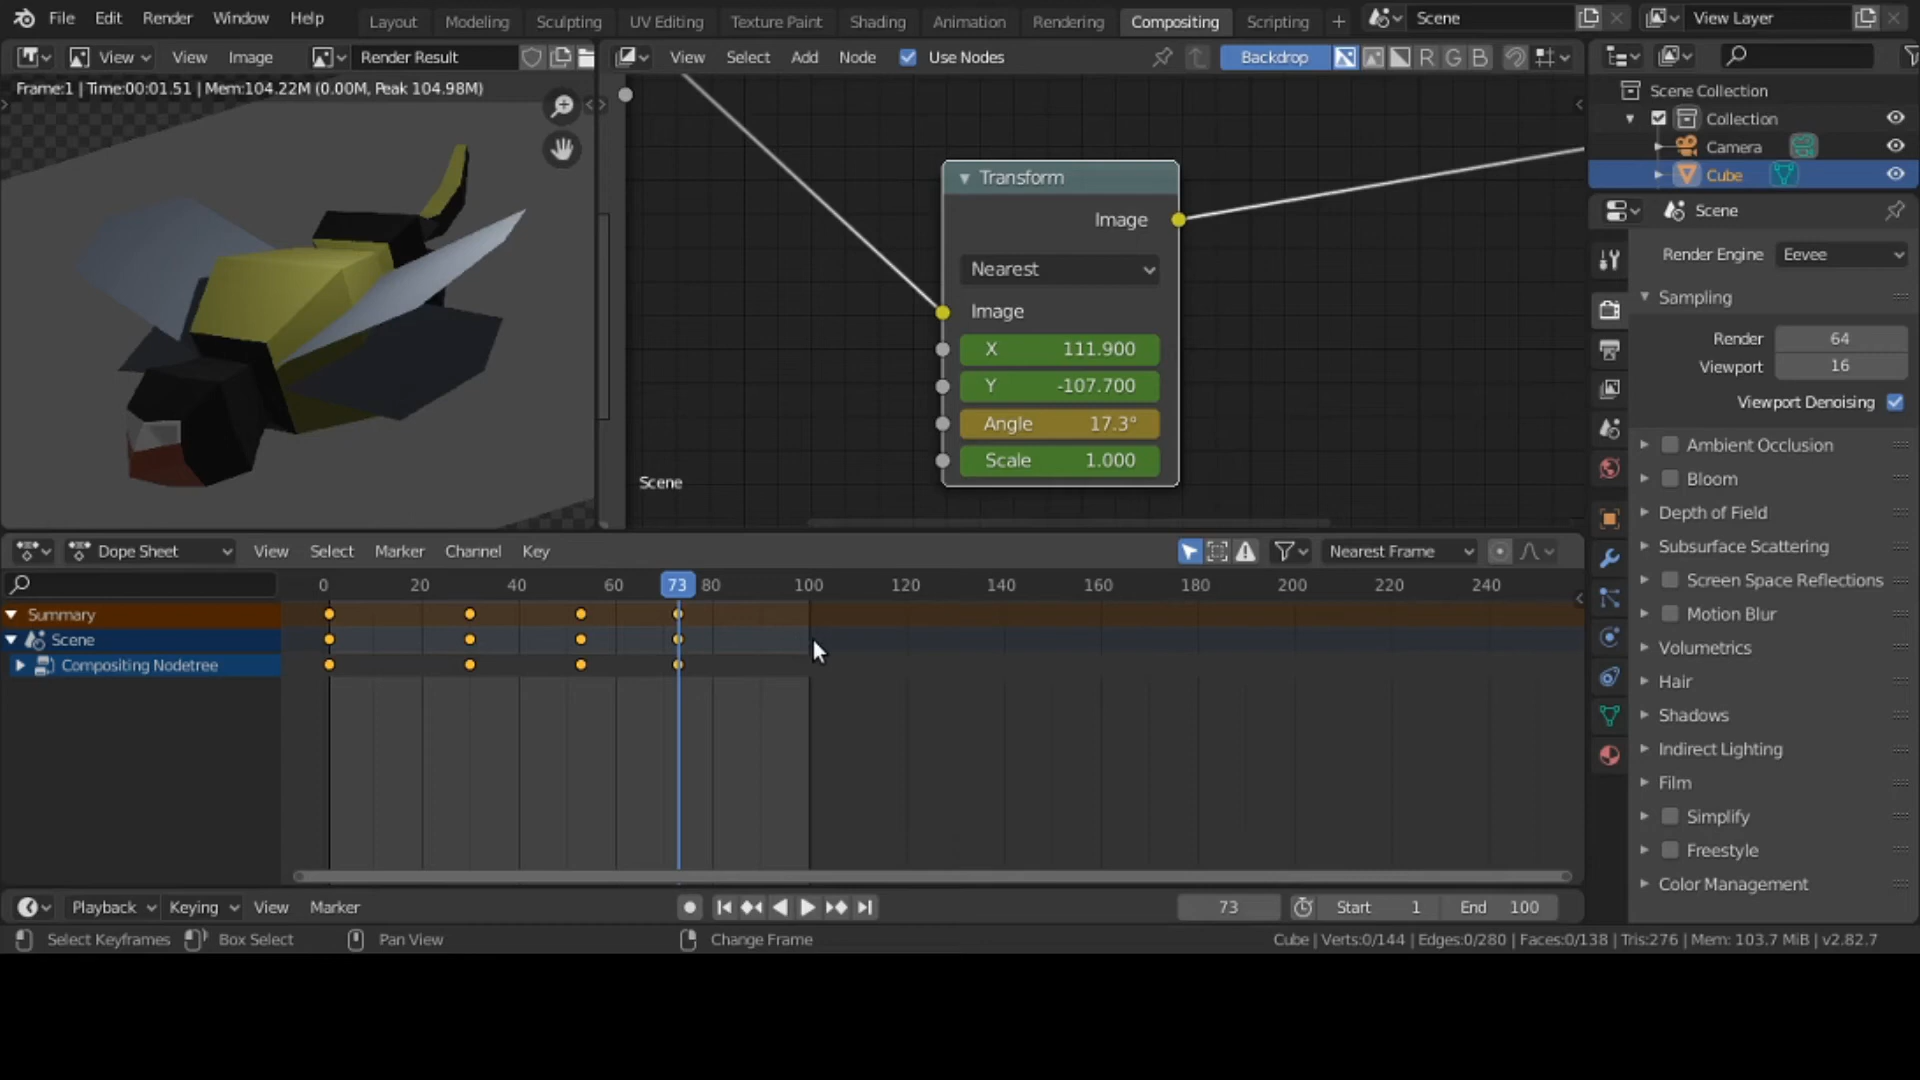 File Edit Render Window Help Layout Modeling Sculpting UV Editing Texture Paint Shading Animation Rendering Compositing Scripting + Scene View Layer
View View Image Render Result View Select Add Node Use Nodes Backdrop R G B
Frame:1 | Time:00:01.51 | Mem:104.22M (0.00M, Peak 104.98M)
Scene Collection
Collection
Camera
Cube
Transform
Image
Nearest
Image
X 111.900
Y -107.700
Angle 17.3°
Scale 1.000
Scene
Scene
Render Engine Eevee
Sampling
Render 64
Viewport 16
Viewport Denoising
Ambient Occlusion
Bloom
Depth of Field
Subsurface Scattering
Screen Space Reflections
Motion Blur
Volumetrics
Hair
Shadows
Indirect Lighting
Film
Simplify
Freestyle
Color Management
Dope Sheet View Select Marker Channel Key Nearest Frame
0 20 40 60 73 80 100 120 140 160 180 200 220 240
Summary
Scene
Compositing Nodetree
Playback Keying View Marker 73 Start 1 End 100
Select Keyframes Box Select Pan View Change Frame Cube | Verts:0/144 | Edges:0/280 | Faces:0/138 | Tris:276 | Mem: 103.7 MiB | v2.82.7